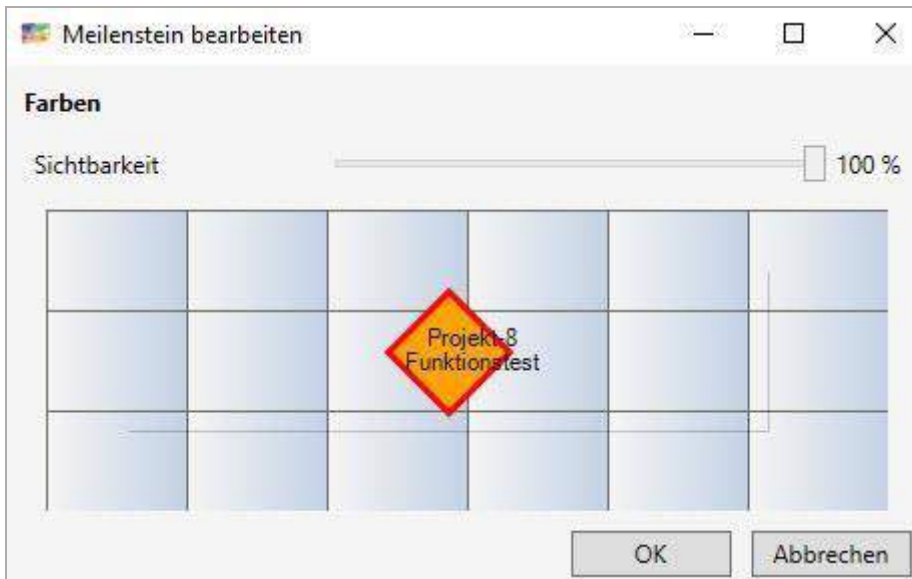 Meilenstein bearbeiten
Farben
Sichtbarkeit 100 %
Projekt-8
Funktionstest
OK Abbrechen